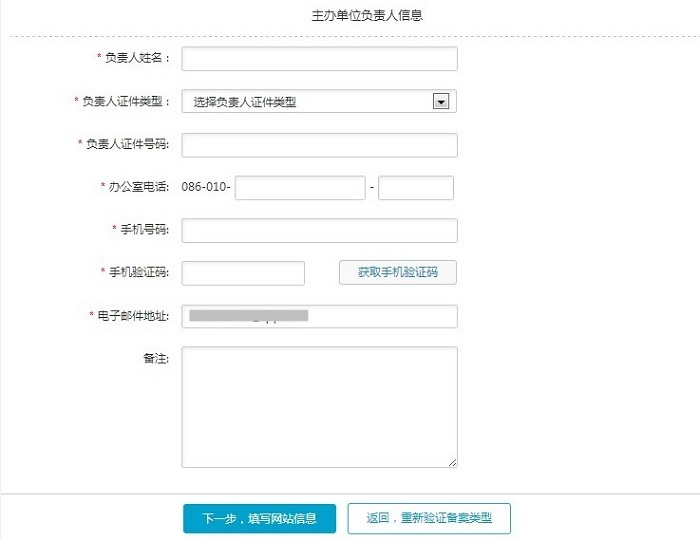 主办单位负责人信息
* 负责人姓名：
* 负责人证件类型： 选择负责人证件类型
* 负责人证件号码:
* 办公室电话: 086-010- -
* 手机号码:
* 手机验证码: 获取手机验证码
* 电子邮件地址:
备注:
下一步，填写网站信息 返回，重新验证备案类型